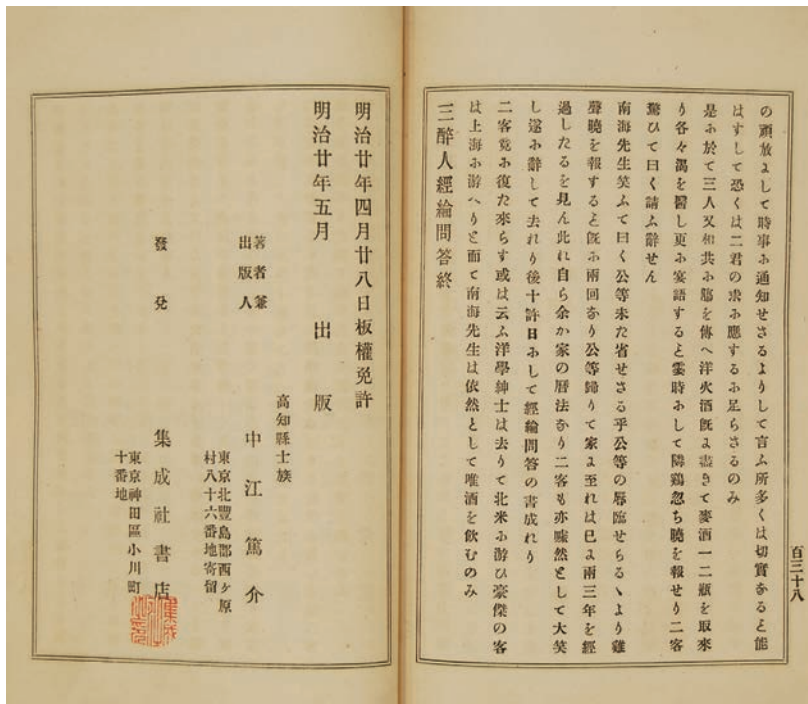 の頑放よして時事ふ通知せさるよりして言ふ所多くは切實なると能
はすして恐くは二君の求ふ應するふ足らさるのみ
是ふ於て三人又相共ふ觴を傳へ洋火酒既よ盡きて麥酒一二瓶を取來
り各々渴を醫し更ふ宴語すると霎時ふして隣鷄忽ち曉を報せり二客
驚ひて曰く請ふ辭せん
南海先生笑ふて曰く公等未た省せさる乎公等の辱臨せらるゝより雞
聲曉を報すると既ふ兩回なり公等歸りて家よ至れは已よ兩三年を經
過したるを見ん此れ自ら余か家の曆法なり二客も亦噱然として大笑
し遂ふ辭して去れり後十許日ふして經綸問答の書成れり
二客竟ふ復た來らす或は云ふ洋學紳士は去りて北米ふ游ひ豪傑の客
は上海ふ游へりと而て南海先生は依然として唯酒を飮むのみ
三醉人經綸問答終
百三十八
明治廿年四月廿八日板權免許
明治廿年五月 出版
高知縣士族
著者兼
出版人
中江篤介
東京北豐島郡西ヶ原
村八十六番地寄留
發兌
集成社書店
東京神田區小川町
十番地